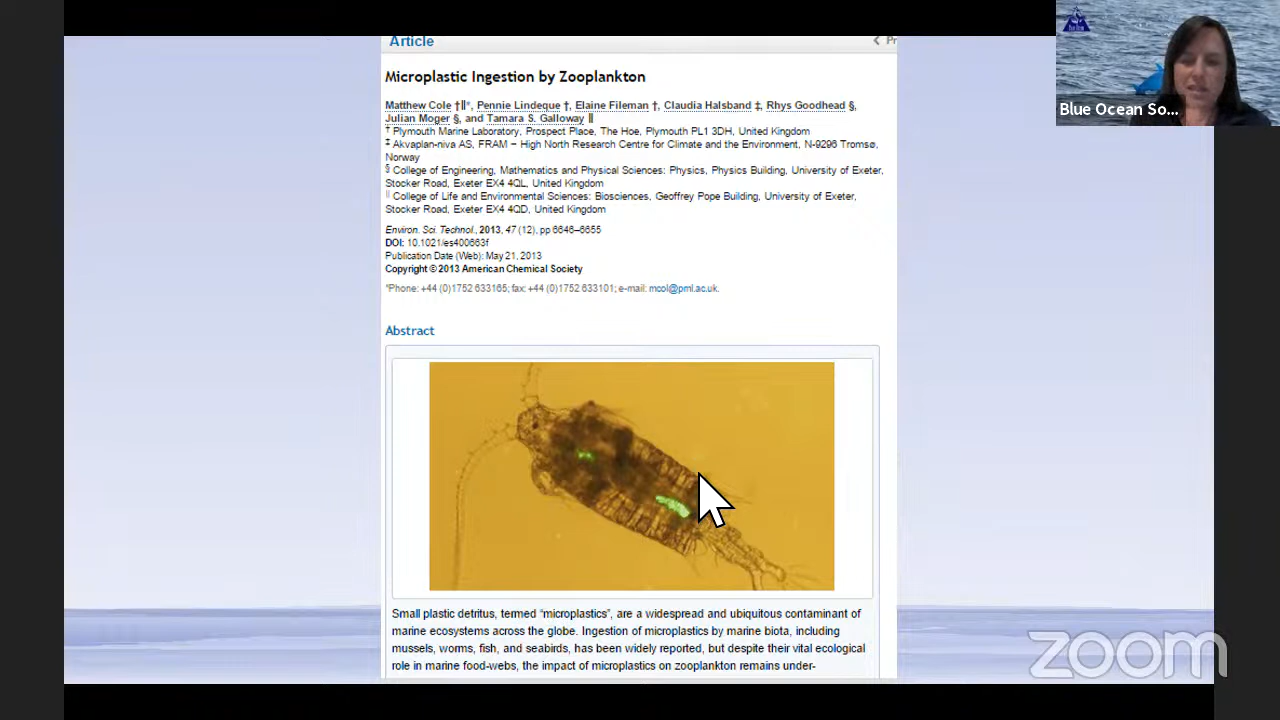 Article
Microplastic Ingestion by Zooplankton
Matthew Cole †‖*, Pennie Lindeque †, Elaine Fileman †, Claudia Halsband ‡, Rhys Goodhead §,
Julian Moger §, and Tamara S. Galloway ‖
† Plymouth Marine Laboratory, Prospect Place, The Hoe, Plymouth PL1 3DH, United Kingdom
‡ Akvaplan-niva AS, FRAM – High North Research Centre for Climate and the Environment, N-9296 Tromsø,
Norway
§ College of Engineering, Mathematics and Physical Sciences: Physics, Physics Building, University of Exeter,
Stocker Road, Exeter EX4 4QL, United Kingdom
‖ College of Life and Environmental Sciences: Biosciences, Geoffrey Pope Building, University of Exeter,
Stocker Road, Exeter EX4 4QD, United Kingdom
Environ. Sci. Technol., 2013, 47 (12), pp 6646–6655
DOI: 10.1021/es400663f
Publication Date (Web): May 21, 2013
Copyright © 2013 American Chemical Society
*Phone: +44 (0)1752 633165; fax: +44 (0)1752 633101; e-mail: mcol@pml.ac.uk.
Abstract
Small plastic detritus, termed “microplastics”, are a widespread and ubiquitous contaminant of
marine ecosystems across the globe. Ingestion of microplastics by marine biota, including
mussels, worms, fish, and seabirds, has been widely reported, but despite their vital ecological
role in marine food-webs, the impact of microplastics on zooplankton remains under-
Blue Ocean So...
zoom